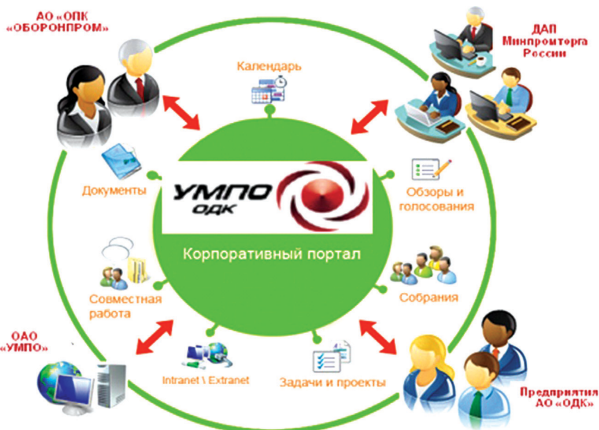 АО «ОПК
«ОБОРОНПРОМ»
ДАП
Минпромторга
России
Календарь
Документы
УМПО
ОДК
Обзоры и
голосования
Корпоративный портал
Совместная
работа
Собрания
ОАО
«УМПО»
Intranet \ Extranet
Задачи и проекты
Предприятия
АО «ОДК»